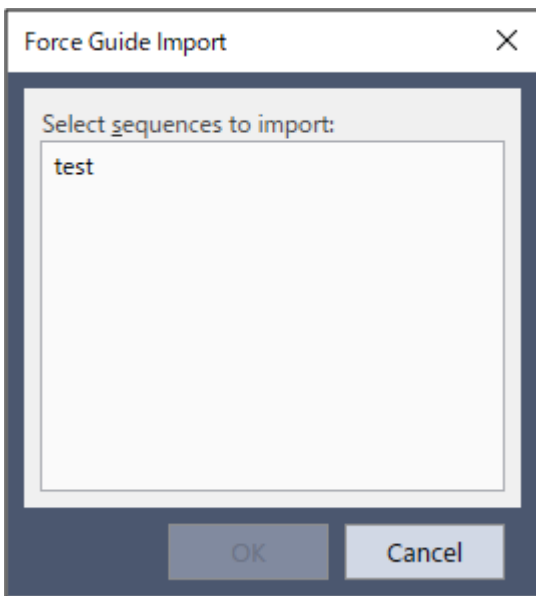 Force Guide Import
Select sequences to import:
test
OK
Cancel